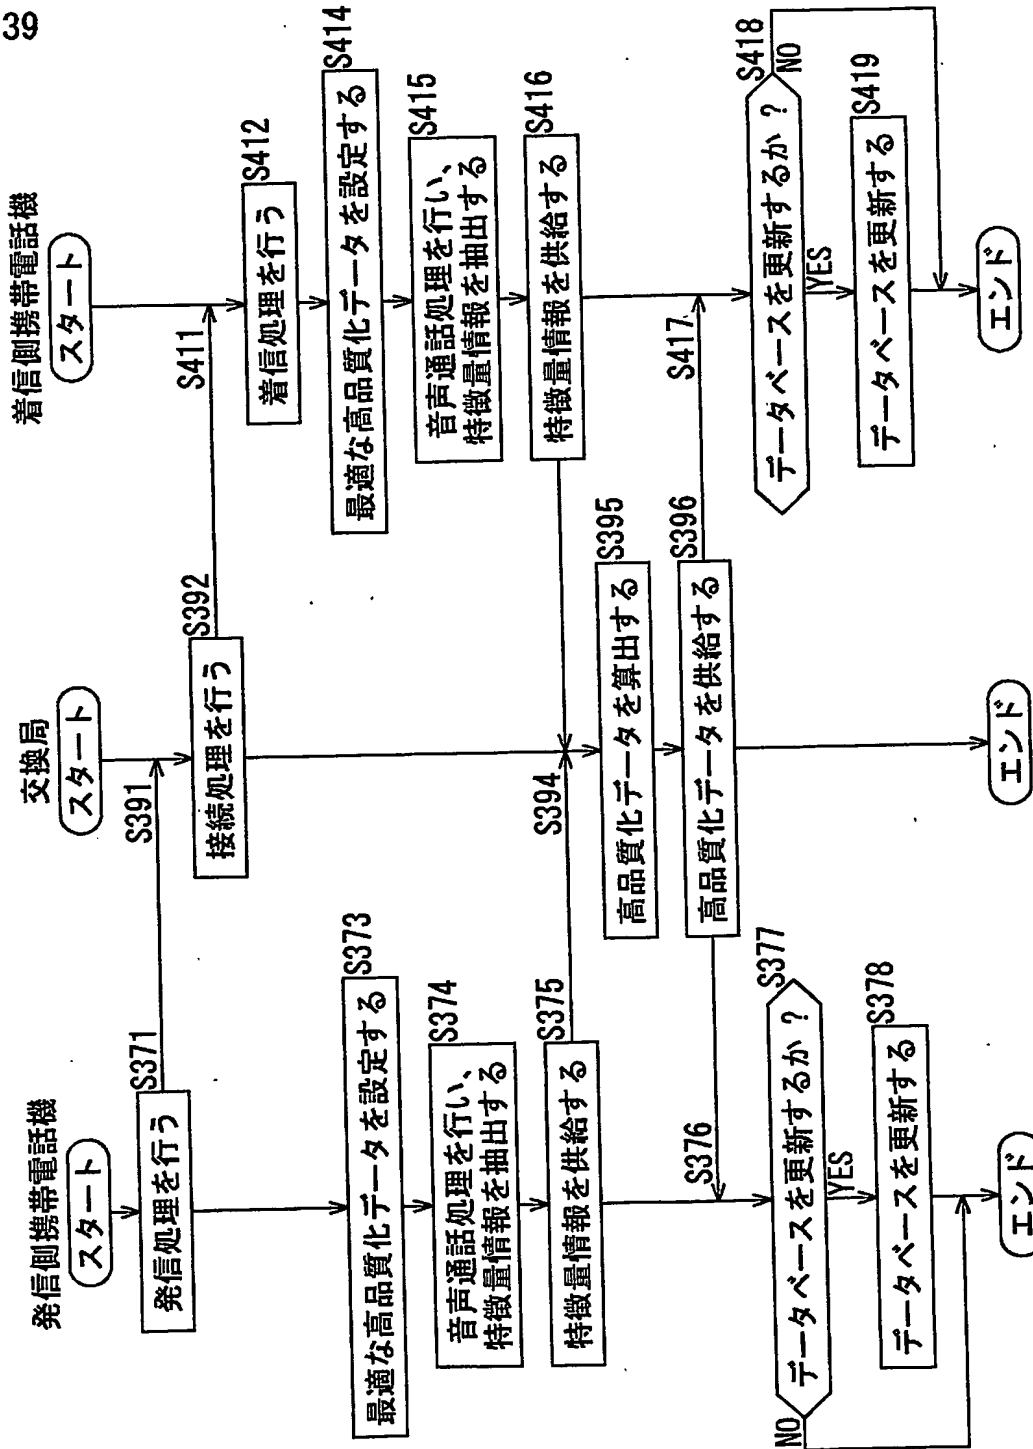 39
発信側携帯電話機
スタート
発信処理を行う
S371
最適な高品質化データを設定する
S373
音声通話処理を行い、
特徴量情報を抽出する
S374
特徴量情報を供給する
S375
S376
データベースを更新するか?
S377
NO
YES
データベースを更新する
S378
エンド
交換局
スタート
S391
接続処理を行う
S392
S394
高品質化データを算出する
S395
高品質化データを供給する
S396
エンド
着信側携帯電話機
スタート
S411
着信処理を行う
S412
最適な高品質化データを設定する
S414
音声通話処理を行い、
特徴量情報を抽出する
S415
特徴量情報を供給する
S416
S417
データベースを更新するか?
S418
NO
YES
データベースを更新する
S419
エンド